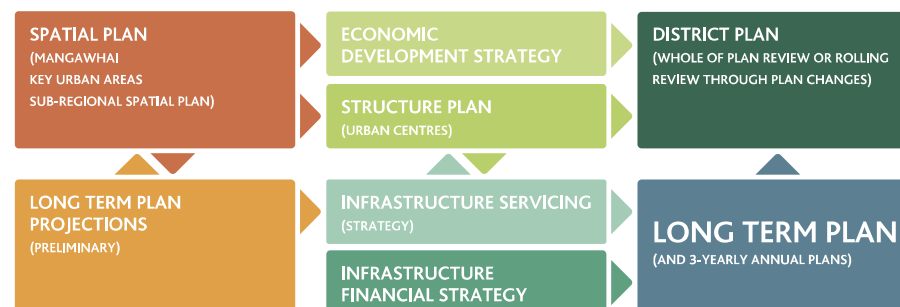 SPATIAL PLAN
(MANGAWHAI
KEY URBAN AREAS
SUB-REGIONAL SPATIAL PLAN)
ECONOMIC
DEVELOPMENT STRATEGY
STRUCTURE PLAN
(URBAN CENTRES)
DISTRICT PLAN
(WHOLE OF PLAN REVIEW OR ROLLING
REVIEW THROUGH PLAN CHANGES)
LONG TERM PLAN
PROJECTIONS
(PRELIMINARY)
INFRASTRUCTURE SERVICING
(STRATEGY)
INFRASTRUCTURE
FINANCIAL STRATEGY
LONG TERM PLAN
(AND 3-YEARLY ANNUAL PLANS)